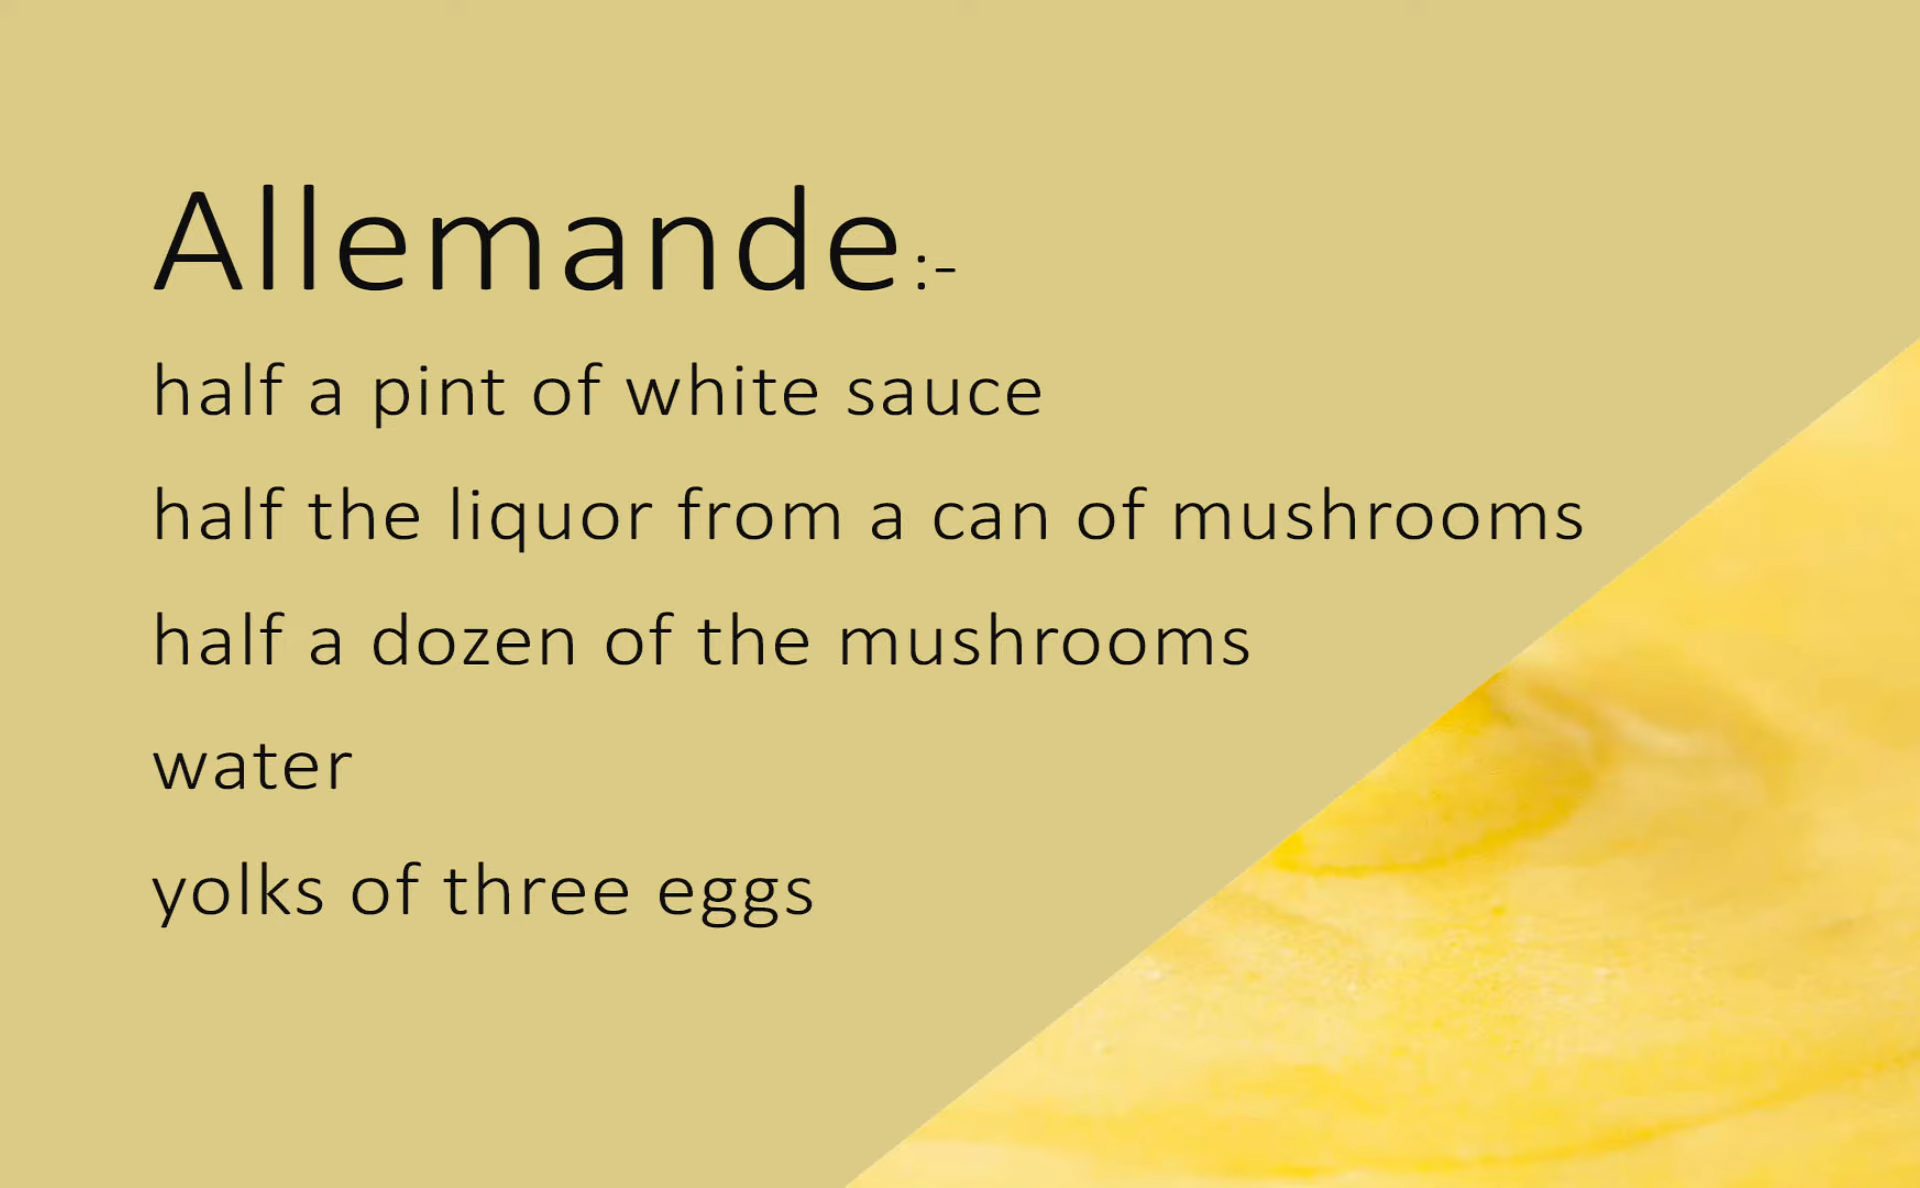 Allemande:-
half a pint of white sauce
half the liquor from a can of mushrooms
half a dozen of the mushrooms
water
yolks of three eggs